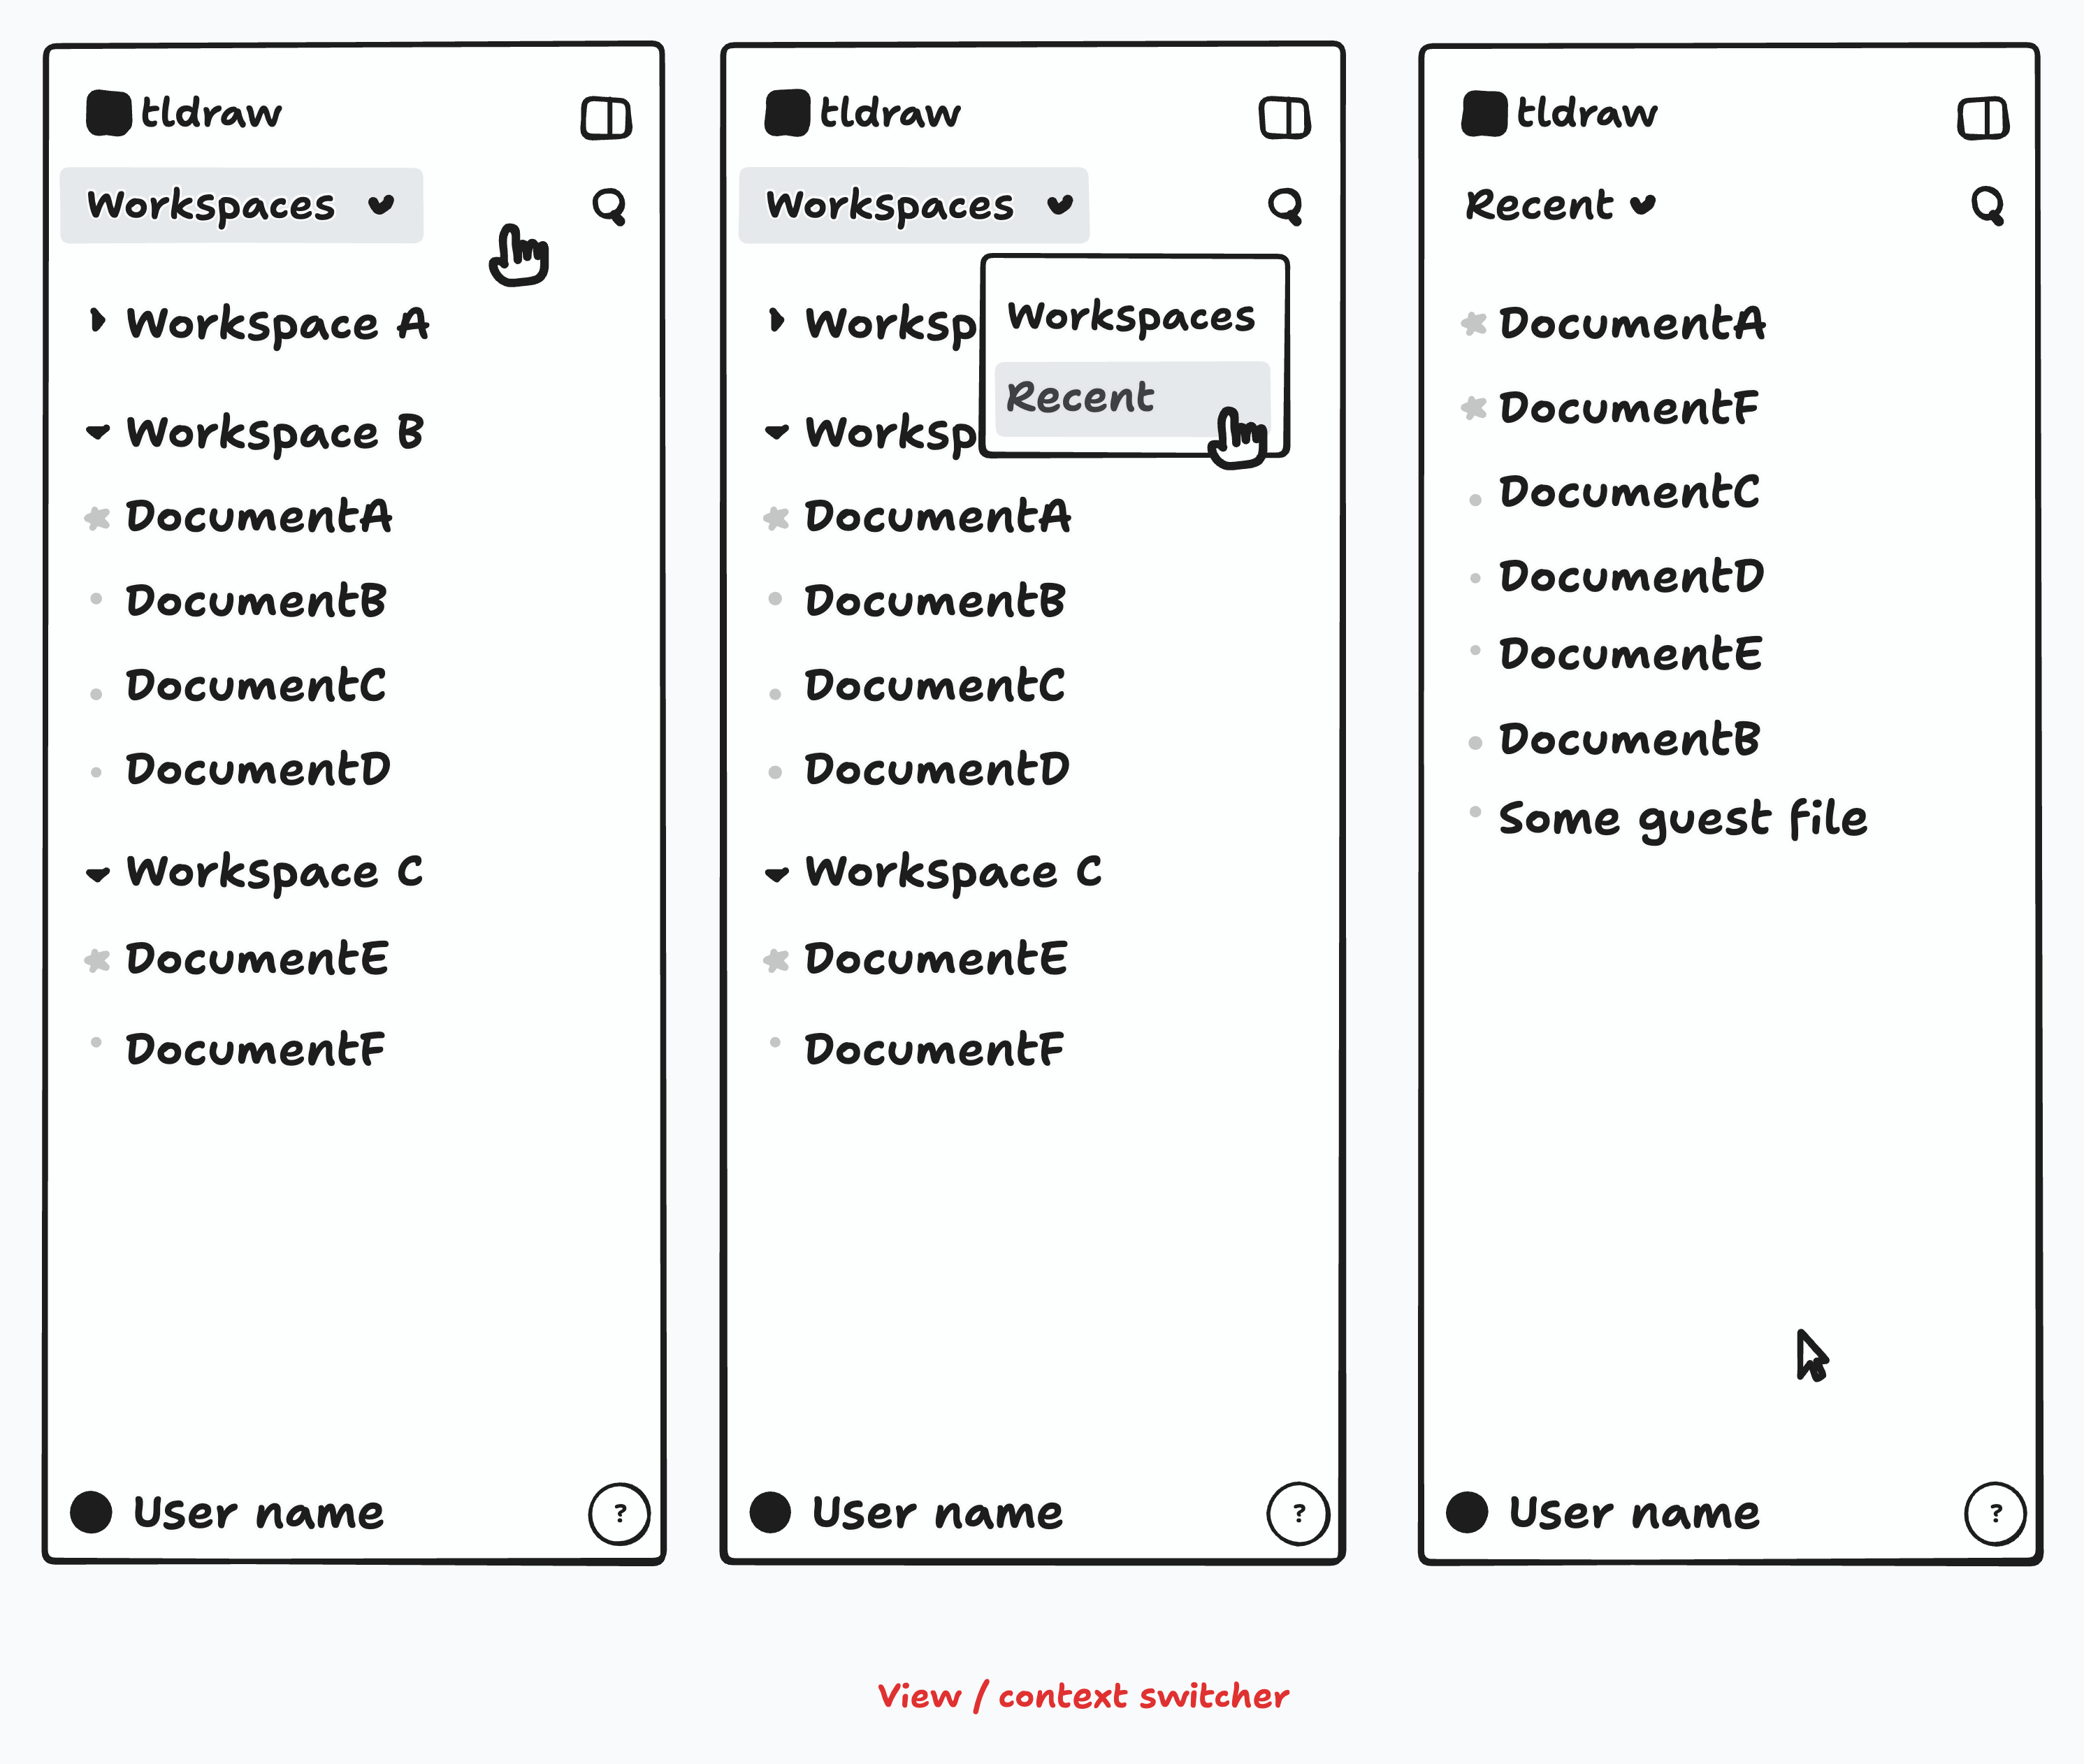 tldraw
Workspaces
Workspace A
Workspace B
DocumentA
DocumentB
DocumentC
DocumentD
Workspace C
DocumentE
DocumentF
User name
?
tldraw
Workspaces
Worksp
Workspaces
Recent
Worksp
DocumentA
DocumentB
DocumentC
DocumentD
Workspace C
DocumentE
DocumentF
User name
?
tldraw
Recent
DocumentA
DocumentF
DocumentC
DocumentD
DocumentE
DocumentB
Some guest file
User name
?
View / context switcher